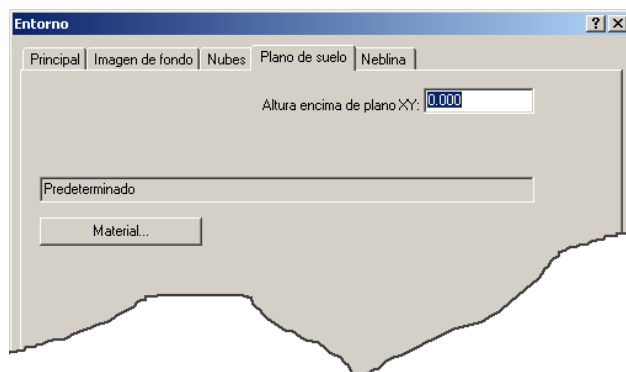 Entorno
Principal Imagen de fondo Nubes Plano de suelo Neblina
Altura encima de plano XY: 0.000
Predeterminado
Material...